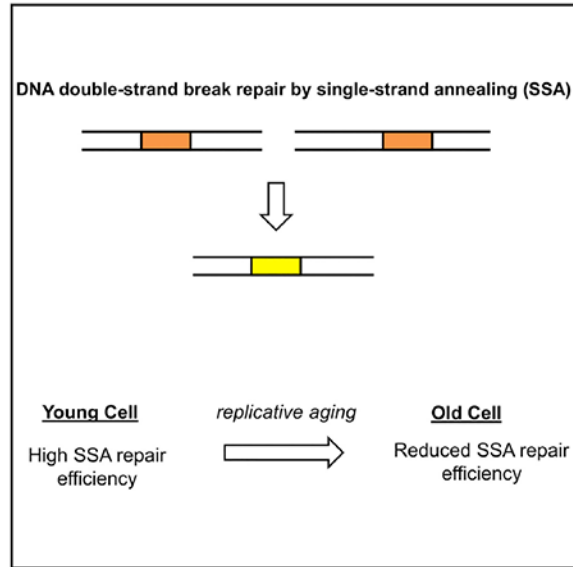 DNA double-strand break repair by single-strand annealing (SSA)
Young Cell
replicative aging
Old Cell
High SSA repair
efficiency
Reduced SSA repair
efficiency